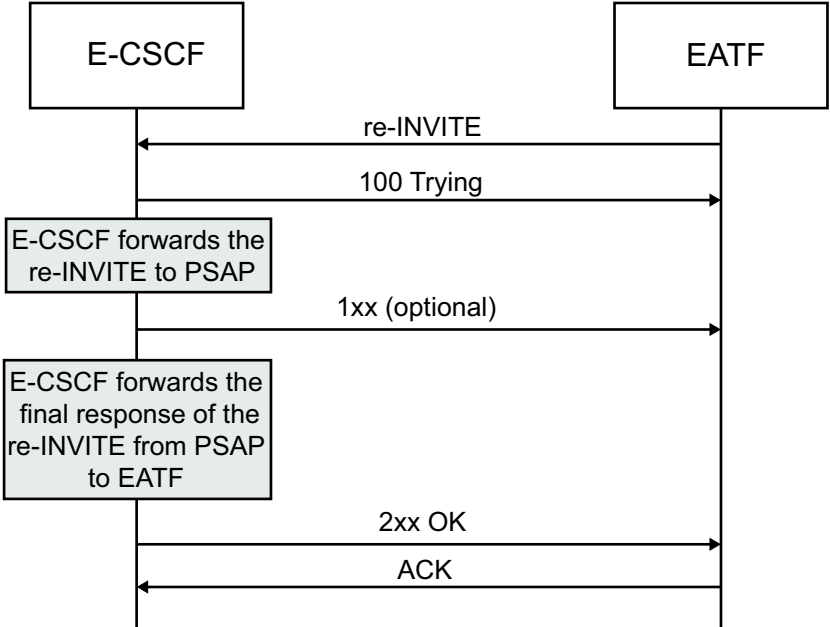 E-CSCF
EATF
re-INVITE
100 Trying
E-CSCF forwards the
re-INVITE to PSAP
1xx (optional)
E-CSCF forwards the
final response of the
re-INVITE from PSAP
to EATF
2xx OK
ACK